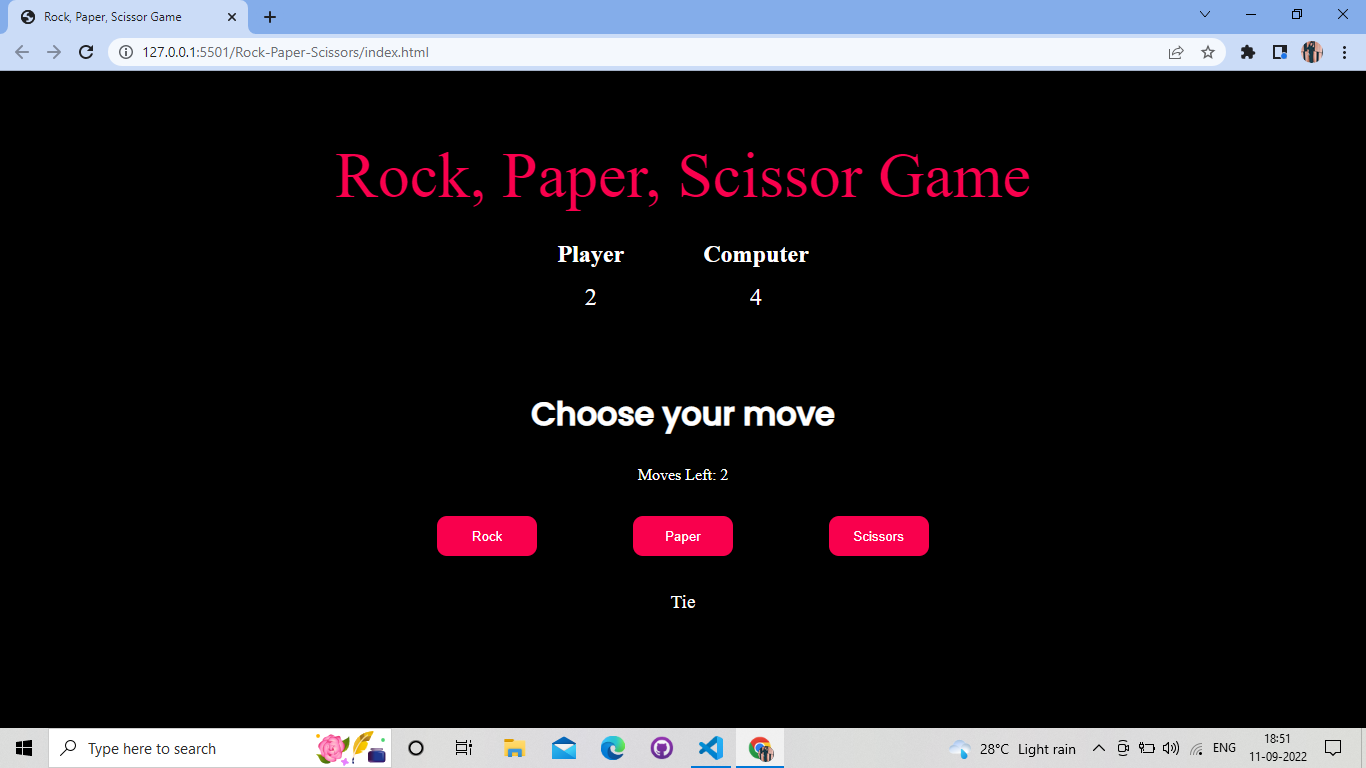 Rock, Paper, Scissor Game
127.0.0.1:5501/Rock-Paper-Scissors/index.html
Rock, Paper, Scissor Game
Player Computer
2 4
Choose your move
Moves Left: 2
Rock Paper Scissors
Tie
Type here to search 28°C Light rain ENG 18:51
11-09-2022